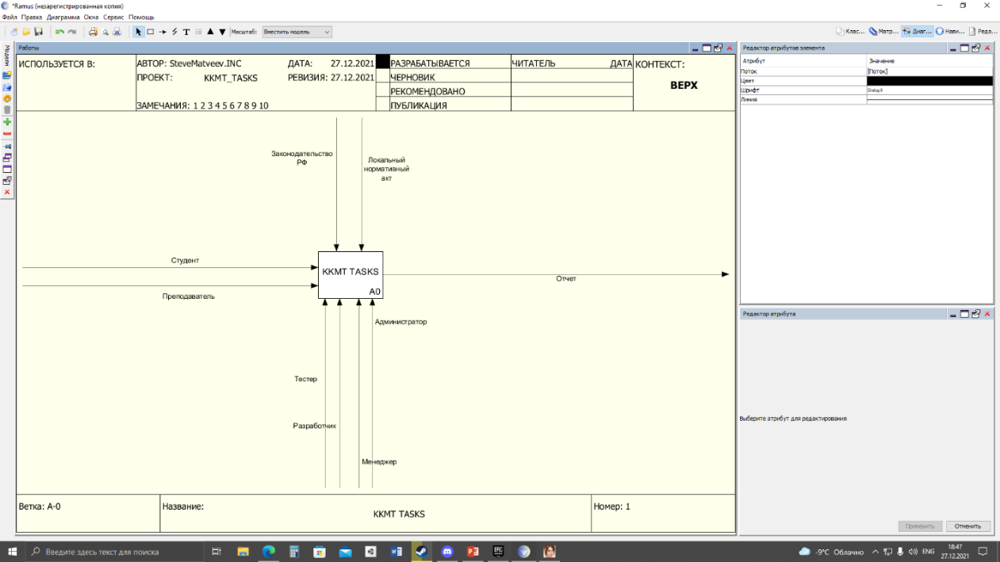 *Ramus (незарегистрированная копия)
Файл Правка Диаграмма Окна Сервис Помощь
Масштаб: Вместить модель
Клас... Матр... Диаг... Нави... Реда...
Модели
Работы
ИСПОЛЬЗУЕТСЯ В:
АВТОР: SteveMatveev.INC ДАТА: 27.12.2021
ПРОЕКТ: KKMT_TASKS РЕВИЗИЯ: 27.12.2021
ЗАМЕЧАНИЯ: 1 2 3 4 5 6 7 8 9 10
РАЗРАБАТЫВАЕТСЯ
ЧЕРНОВИК
РЕКОМЕНДОВАНО
ПУБЛИКАЦИЯ
ЧИТАТЕЛЬ ДАТА
КОНТЕКСТ:
ВЕРХ
Законодательство
РФ
Локальный
нормативный
акт
Студент
Преподаватель
KKMT TASKS
A0
Отчет
Администратор
Тестер
Разработчик
Менеджер
Ветка: A-0
Название:
KKMT TASKS
Номер: 1
Редактор атрибутов элемента
Атрибут Значение
Поток [Поток]
Цвет
Шрифт Dialog 8
Линия
Редактор атрибута
Выберите атрибут для редактирования
Применить Отменить
Введите здесь текст для поиска
-9°C Облачно ENG
18:47
27.12.2021